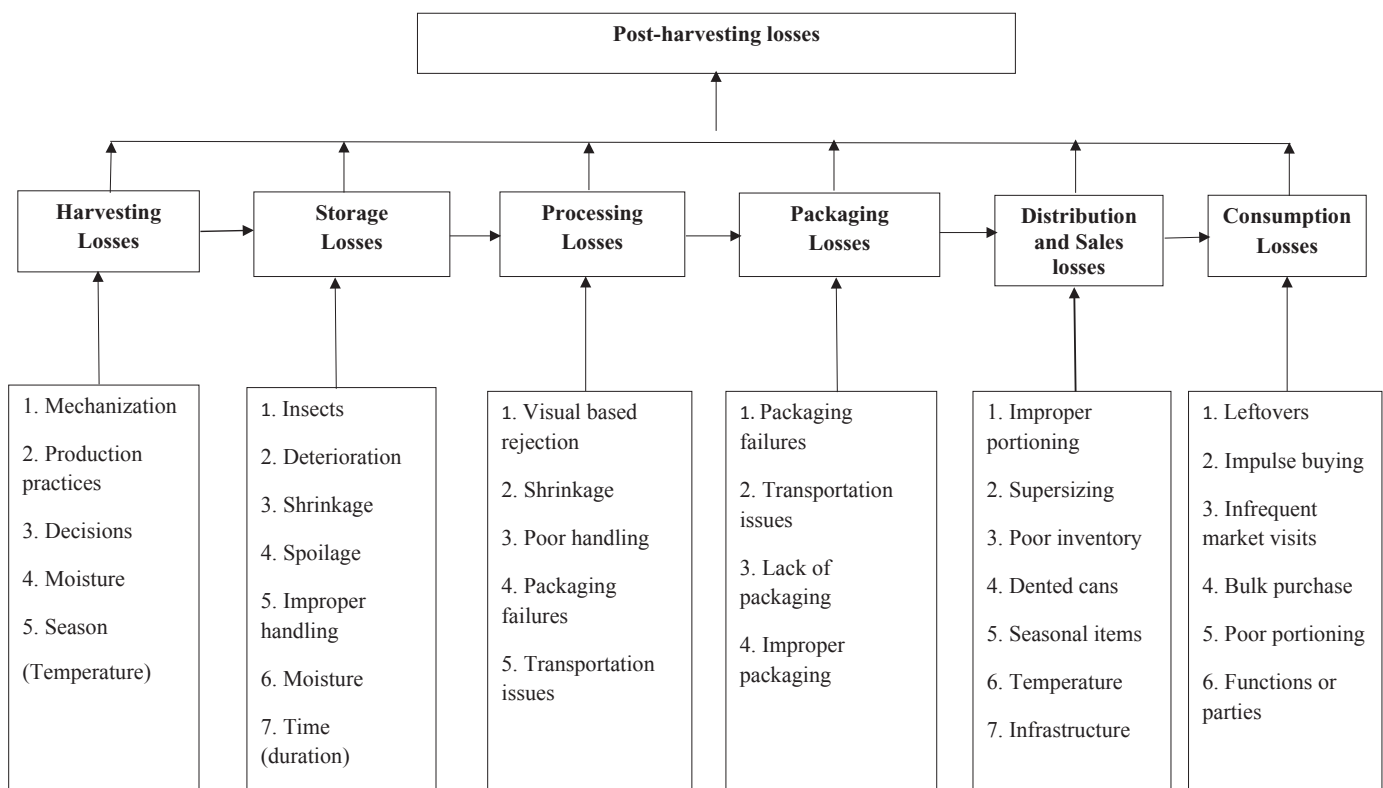 Post-harvesting losses
Harvesting
Losses
Storage
Losses
Processing
Losses
Packaging
Losses
Distribution
and Sales
losses
Consumption
Losses
1. Mechanization
2. Production
practices
3. Decisions
4. Moisture
5. Season
(Temperature)
1. Insects
2. Deterioration
3. Shrinkage
4. Spoilage
5. Improper
handling
6. Moisture
7. Time
(duration)
1. Visual based
rejection
2. Shrinkage
3. Poor handling
4. Packaging
failures
5. Transportation
issues
1. Packaging
failures
2. Transportation
issues
3. Lack of
packaging
4. Improper
packaging
1. Improper
portioning
2. Supersizing
3. Poor inventory
4. Dented cans
5. Seasonal items
6. Temperature
7. Infrastructure
1. Leftovers
2. Impulse buying
3. Infrequent
market visits
4. Bulk purchase
5. Poor portioning
6. Functions or
parties